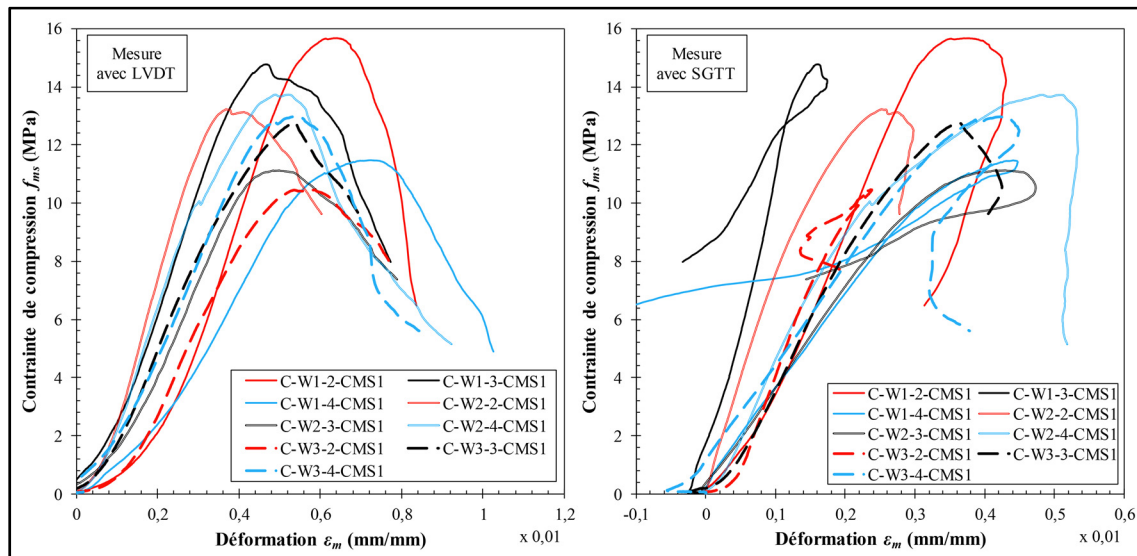 Mesure
avec LVDT
Contrainte de compression fms (MPa)
16
14
12
10
8
6
4
2
0
C-W1-2-CMS1 C-W1-3-CMS1
C-W1-4-CMS1 C-W2-2-CMS1
C-W2-3-CMS1 C-W2-4-CMS1
C-W3-2-CMS1 C-W3-3-CMS1
C-W3-4-CMS1
0 0,2 0,4 0,6 0,8 1 1,2
x 0,01
Déformation εm (mm/mm)
Mesure
avec SGTT
Contrainte de compression fms (MPa)
16
14
12
10
8
6
4
2
0
C-W1-2-CMS1 C-W1-3-CMS1
C-W1-4-CMS1 C-W2-2-CMS1
C-W2-3-CMS1 C-W2-4-CMS1
C-W3-2-CMS1 C-W3-3-CMS1
C-W3-4-CMS1
-0,1 0 0,1 0,2 0,3 0,4 0,5 0,6
x 0,01
Déformation εm (mm/mm)